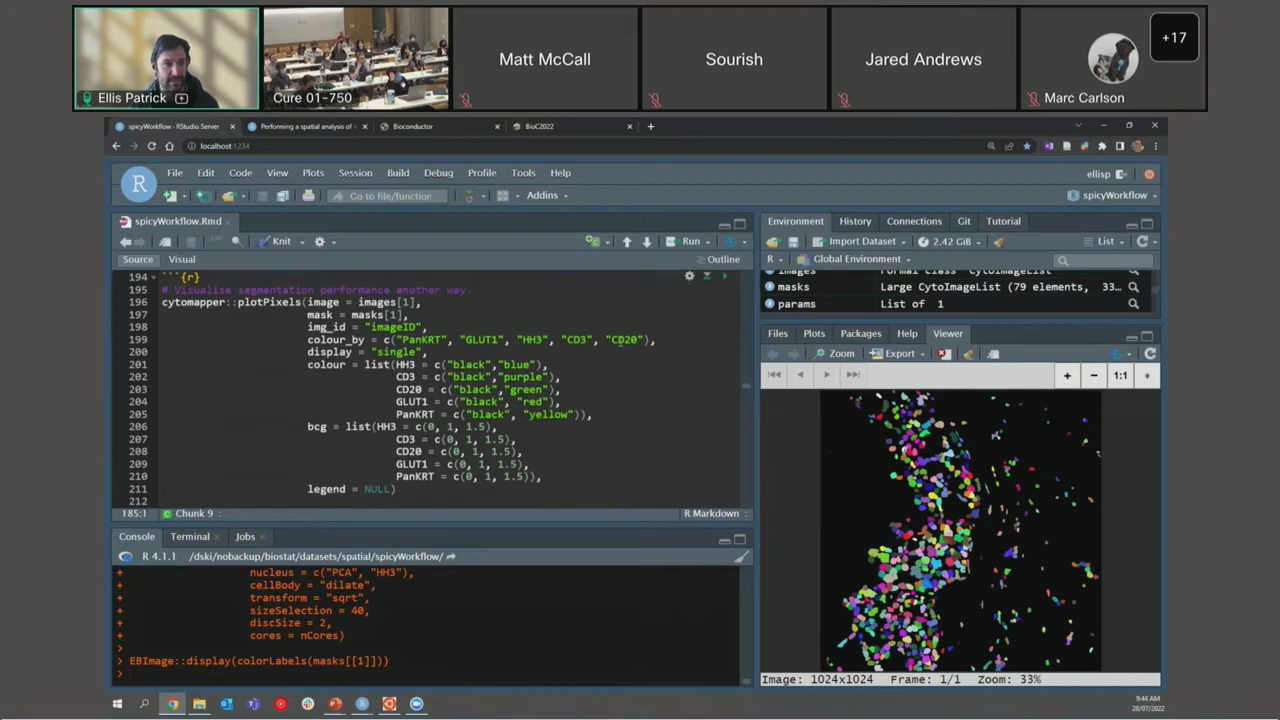 Ellis Patrick
Cure 01-750
Matt McCall
Sourish
Jared Andrews
Marc Carlson
+17
spicyWorkflow - RStudio Server
Performing a spatial analysis of
Bioconductor
BioC2022
localhost:1234
File Edit Code View Plots Session Build Debug Profile Tools Help
ellisp
Go to file/function
Addins
spicyWorkflow
spicyWorkflow.Rmd
Knit
Run
Source Visual
Outline
194 ```{r}
195 # Visualise segmentation performance another way.
196 cytomapper::plotPixels(image = images[1],
197 mask = masks[1],
198 img_id = "imageID",
199 colour_by = c("PanKRT", "GLUT1", "HH3", "CD3", "CD20"),
200 display = "single",
201 colour = list(HH3 = c("black","blue"),
202 CD3 = c("black","purple"),
203 CD20 = c("black","green"),
204 GLUT1 = c("black", "red"),
205 PanKRT = c("black", "yellow")),
206 bcg = list(HH3 = c(0, 1, 1.5),
207 CD3 = c(0, 1, 1.5),
208 CD20 = c(0, 1, 1.5),
209 GLUT1 = c(0, 1, 1.5),
210 PanKRT = c(0, 1, 1.5)),
211 legend = NULL)
212
185:1 Chunk 9 R Markdown
Console Terminal Jobs
R 4.1.1 · /dski/nobackup/biostat/datasets/spatial/spicyWorkflow/
+ nucleus = c("PCA", "HH3"),
+ cellBody = "dilate",
+ transform = "sqrt",
+ sizeSelection = 40,
+ discSize = 2,
+ cores = nCores)
>
> EBImage::display(colorLabels(masks[[1]]))
>
Environment History Connections Git Tutorial
Import Dataset 2.42 GiB List
R Global Environment
images Formal class CytoImageList
masks Large CytoImageList (79 elements, 33...
params List of 1
Files Plots Packages Help Viewer
Zoom Export
+ - 1:1
Image: 1024x1024 Frame: 1/1 Zoom: 33%
9:44 AM
28/07/2022